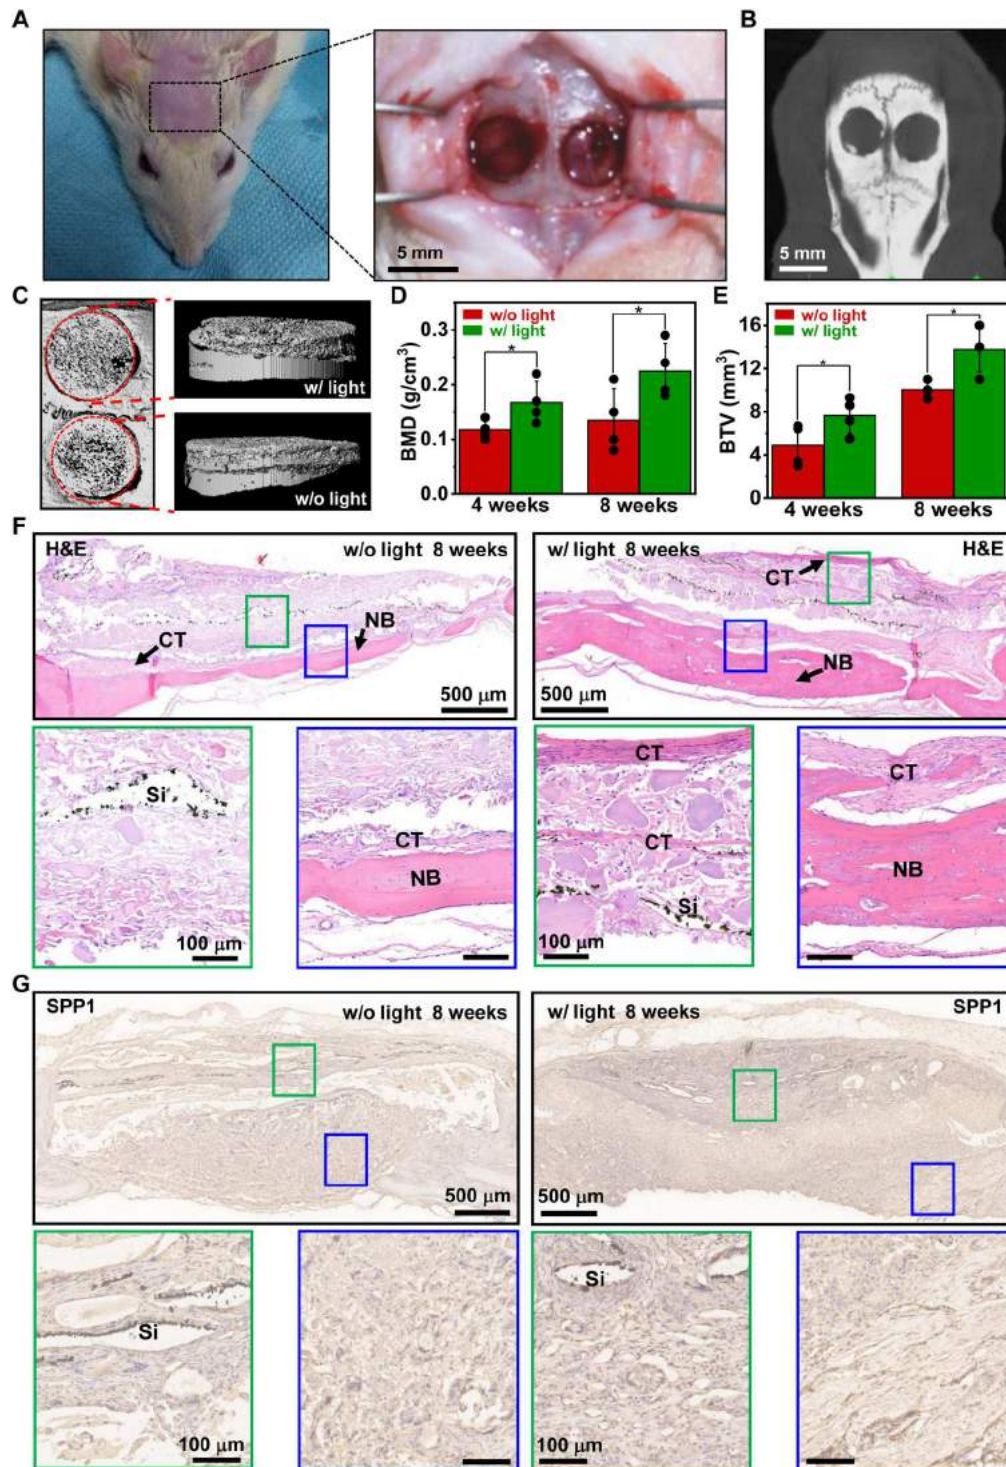 A
5 mm
B
5 mm
C
w/ light
w/o light
D
w/o light
w/ light
*
*
BMD (g/cm³)
0.3
0.2
0.1
0.0
4 weeks
8 weeks
E
w/o light
w/ light
*
*
BTV (mm³)
16
12
8
4
0
4 weeks
8 weeks
F
H&E
w/o light 8 weeks
CT
NB
500 μm
w/ light 8 weeks
H&E
CT
NB
500 μm
Si
100 μm
CT
NB
CT
CT
Si
100 μm
CT
NB
G
SPP1
w/o light 8 weeks
500 μm
w/ light 8 weeks
SPP1
500 μm
Si
100 μm
Si
100 μm